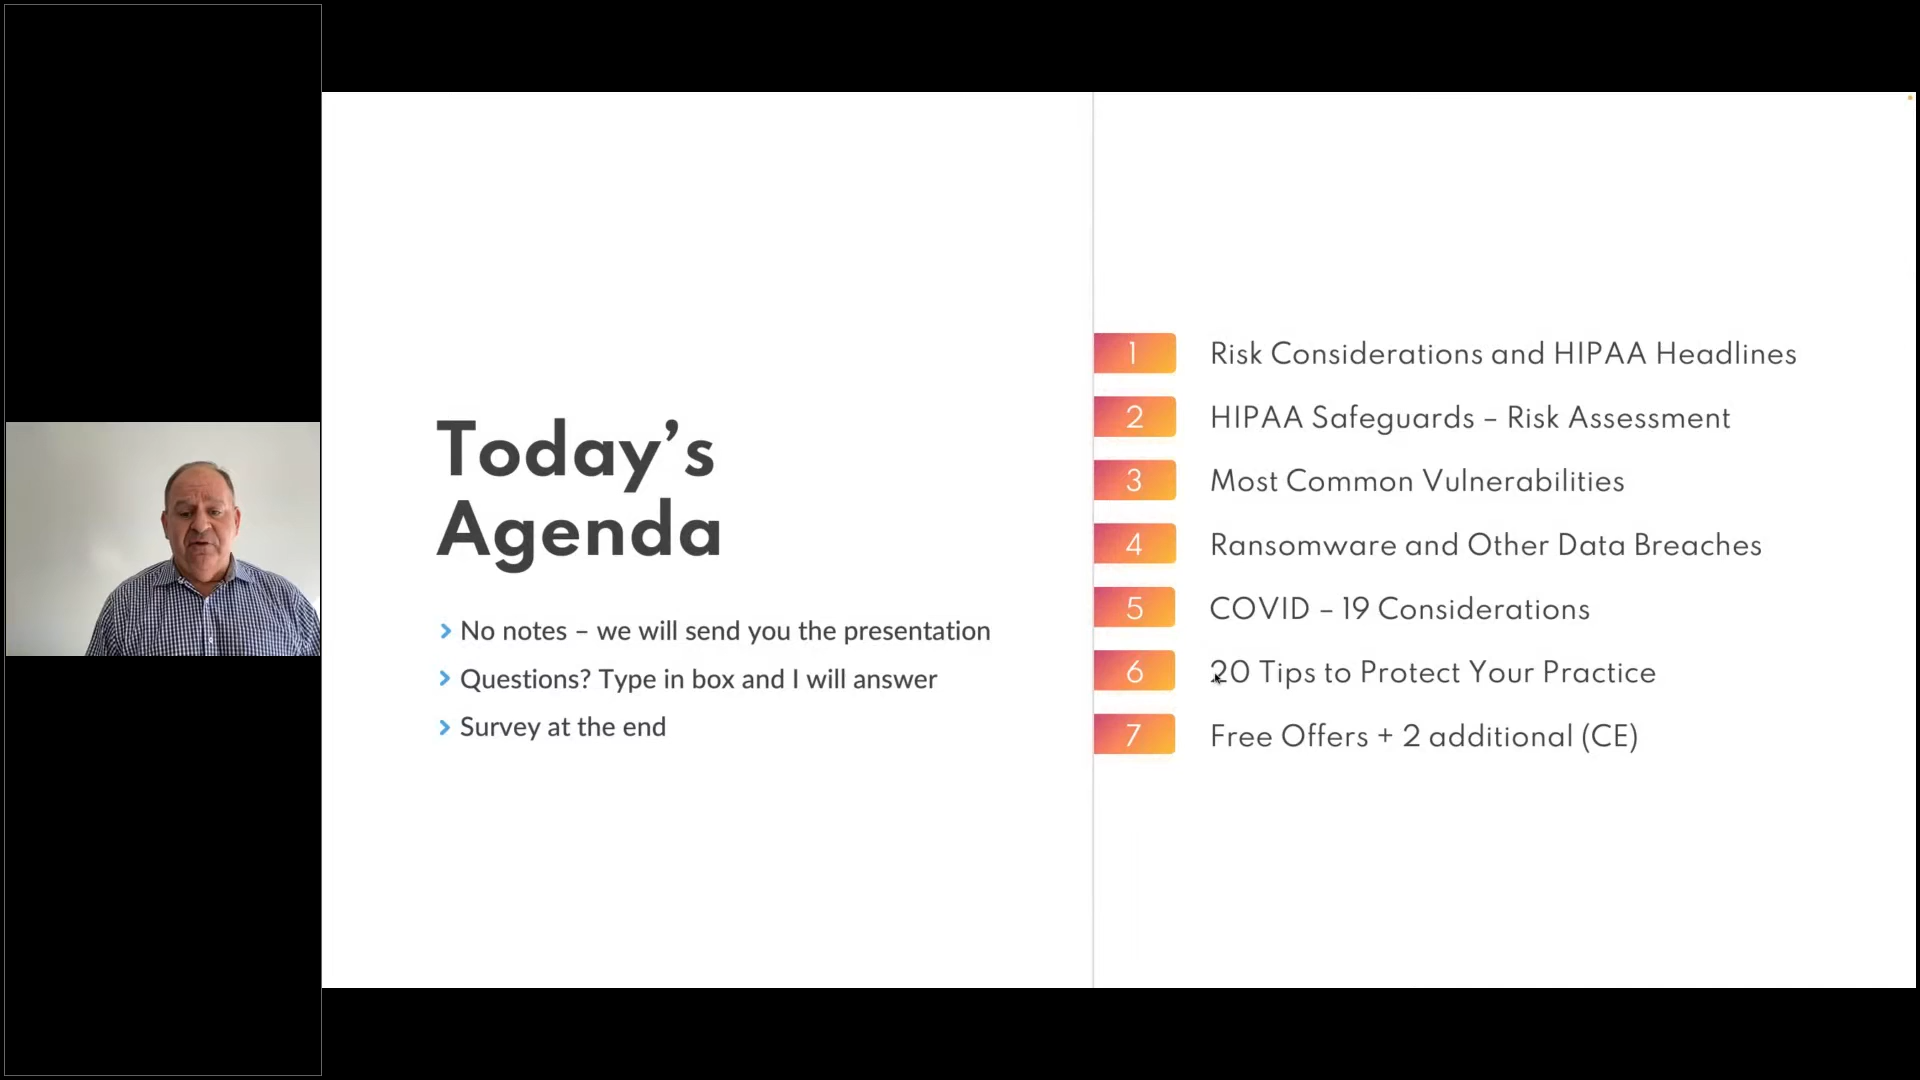 Today’s
Agenda
No notes – we will send you the presentation
Questions? Type in box and I will answer
Survey at the end
1 Risk Considerations and HIPAA Headlines
2 HIPAA Safeguards – Risk Assessment
3 Most Common Vulnerabilities
4 Ransomware and Other Data Breaches
5 COVID – 19 Considerations
6 20 Tips to Protect Your Practice
7 Free Offers + 2 additional (CE)